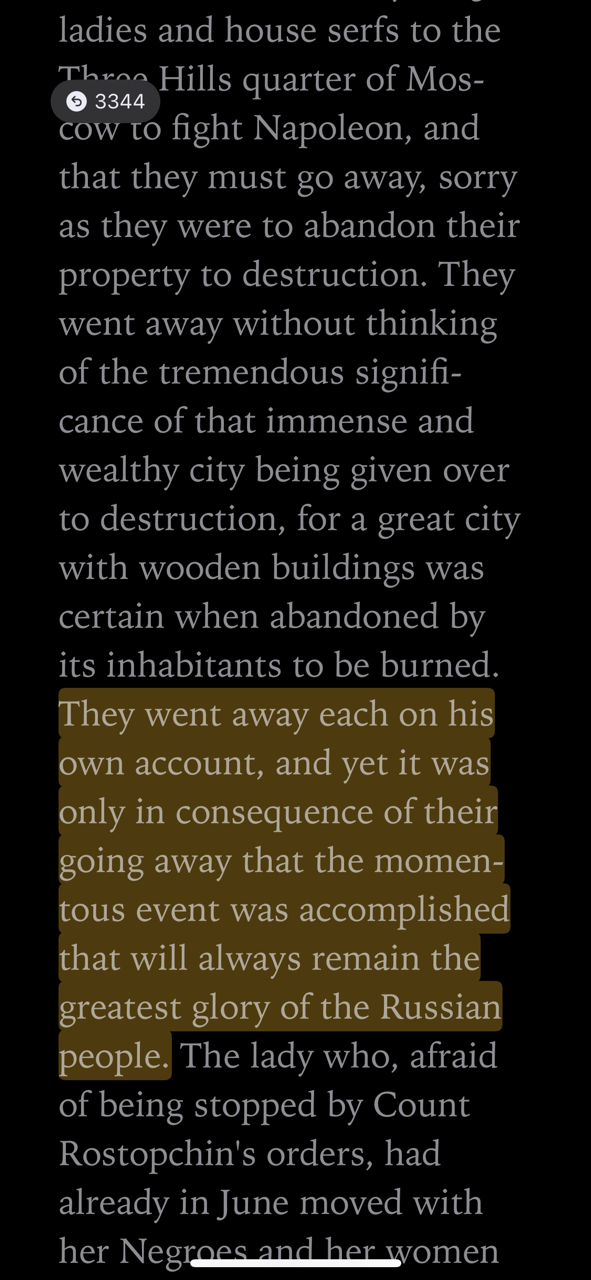 ladies and house serfs to the
Three Hills quarter of Mos-
3344
cow to fight Napoleon, and
that they must go away, sorry
as they were to abandon their
property to destruction. They
went away without thinking
of the tremendous signifi-
cance of that immense and
wealthy city being given over
to destruction, for a great city
with wooden buildings was
certain when abandoned by
its inhabitants to be burned.
They went away each on his
own account, and yet it was
only in consequence of their
going away that the momen-
tous event was accomplished
that will always remain the
greatest glory of the Russian
people. The lady who, afraid
of being stopped by Count
Rostopchin's orders, had
already in June moved with
her Negroes and her women